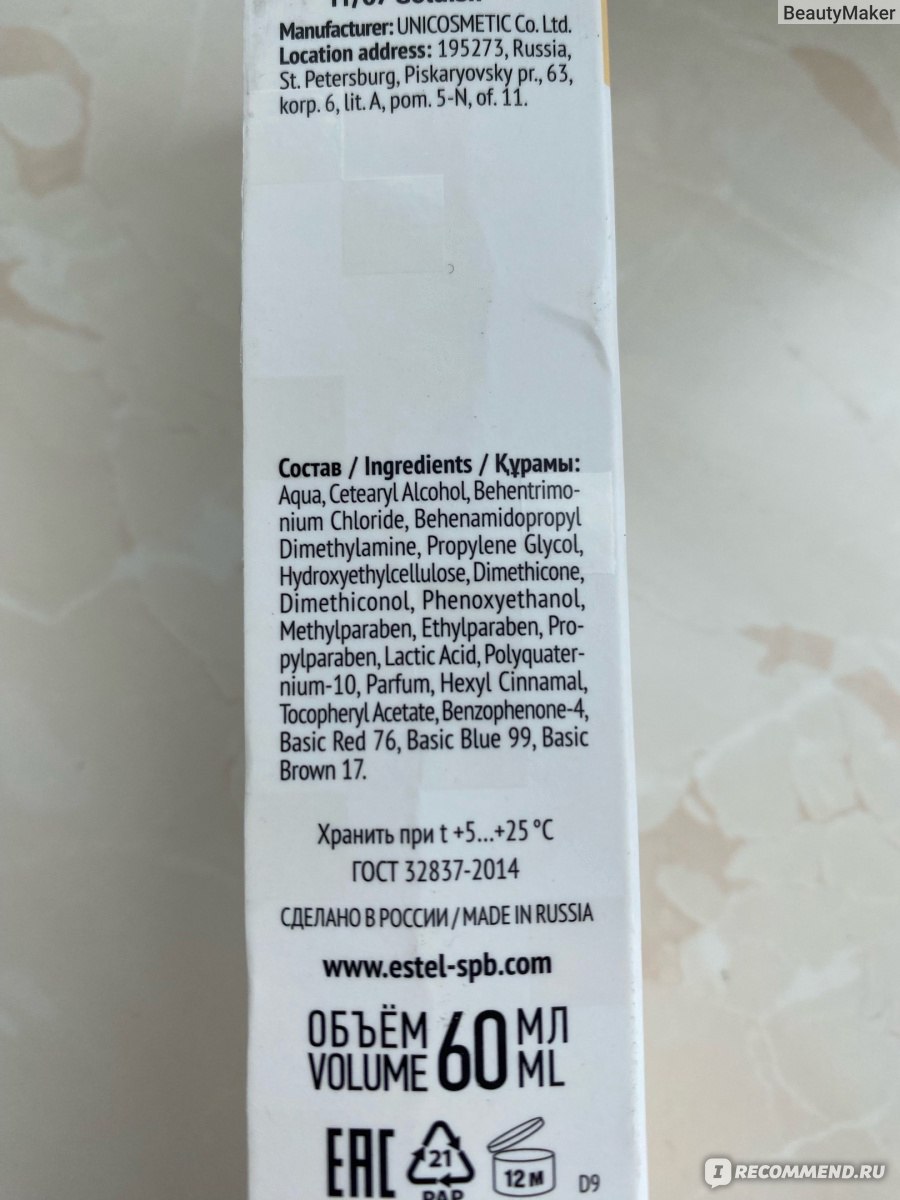 BeautyMaker
Manufacturer: UNICOSMETIC Co. Ltd.
Location address: 195273, Russia,
St. Petersburg, Piskaryovsky pr., 63,
korp. 6, lit. A, pom. 5-N, of. 11.
Состав / Ingredients / Құрамы:
Aqua, Cetearyl Alcohol, Behentrimo-
nium Chloride, Behenamidopropyl
Dimethylamine, Propylene Glycol,
Hydroxyethylcellulose, Dimethicone,
Dimethiconol, Phenoxyethanol,
Methylparaben, Ethylparaben, Pro-
pylparaben, Lactic Acid, Polyquater-
nium-10, Parfum, Hexyl Cinnamal,
Tocopheryl Acetate, Benzophenone-4,
Basic Red 76, Basic Blue 99, Basic
Brown 17.
Хранить при t +5...+25 °C
ГОСТ 32837-2014
СДЕЛАНО В РОССИИ / MADE IN RUSSIA
www.estel-spb.com
ОБЪЁМ 60 МЛ
VOLUME ML
EAC 21 12 М D9
PAP
IRECOMMEND.RU